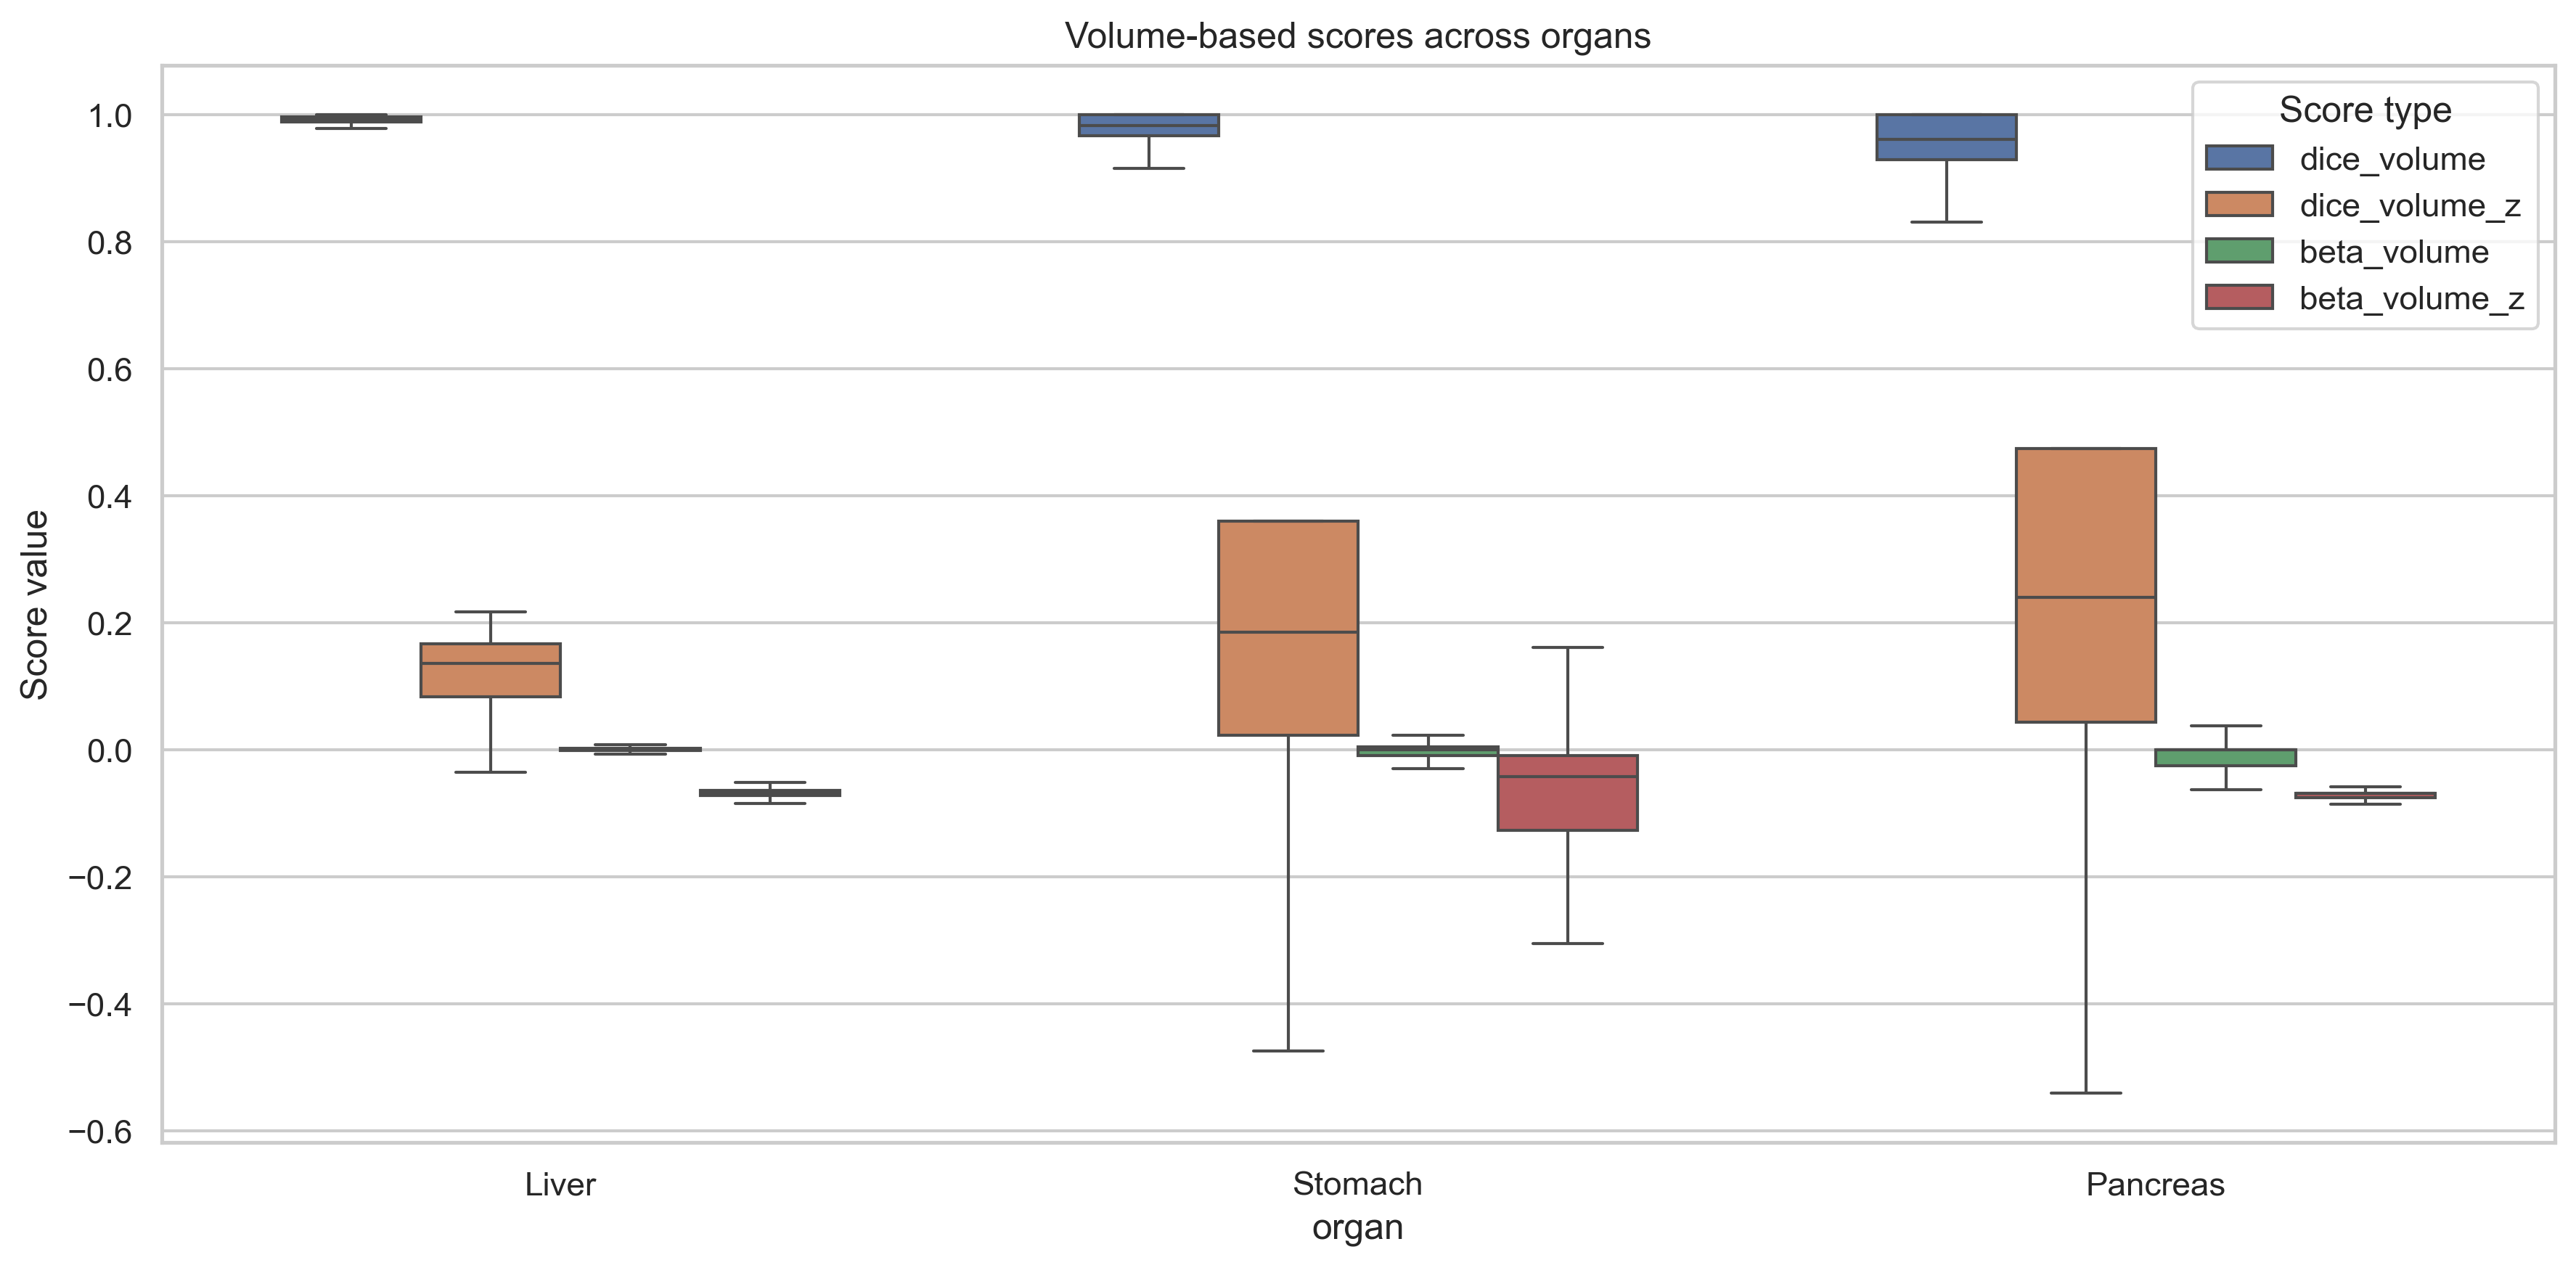 Volume-based scores across organs
Score type
dice_volume
dice_volume_z
beta_volume
beta_volume_z
Score value
1.0
0.8
0.6
0.4
0.2
0.0
−0.2
−0.4
−0.6
Liver
Stomach
Pancreas
organ